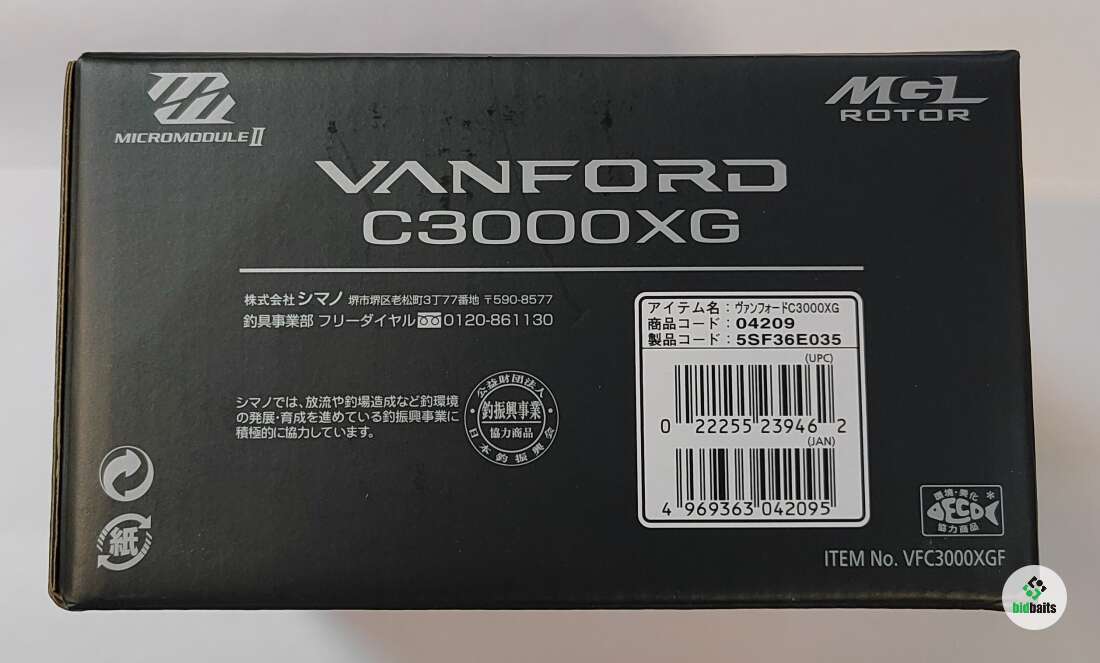 MICROMODULE II
MGL
ROTOR
VANFORD
C3000XG
株式会社 シマノ 堺市堺区老松町3丁77番地 〒590-8577
釣具事業部 フリーダイヤル 0120-861130
アイテム名：ヴァンフォードC3000XG
商品コード：04209
製品コード：5SF36E035
(UPC)
0 22255 23946 2
(JAN)
4 969363 042095
シマノでは、放流や釣場造成など釣環境
の発展・育成を進めている釣振興事業に
積極的に協力しています。
公益財団法人
釣振興事業
協力商品
日本釣振興会
紙
環境・美化
ECO
協力商品
ITEM No. VFC3000XGF
bidbaits